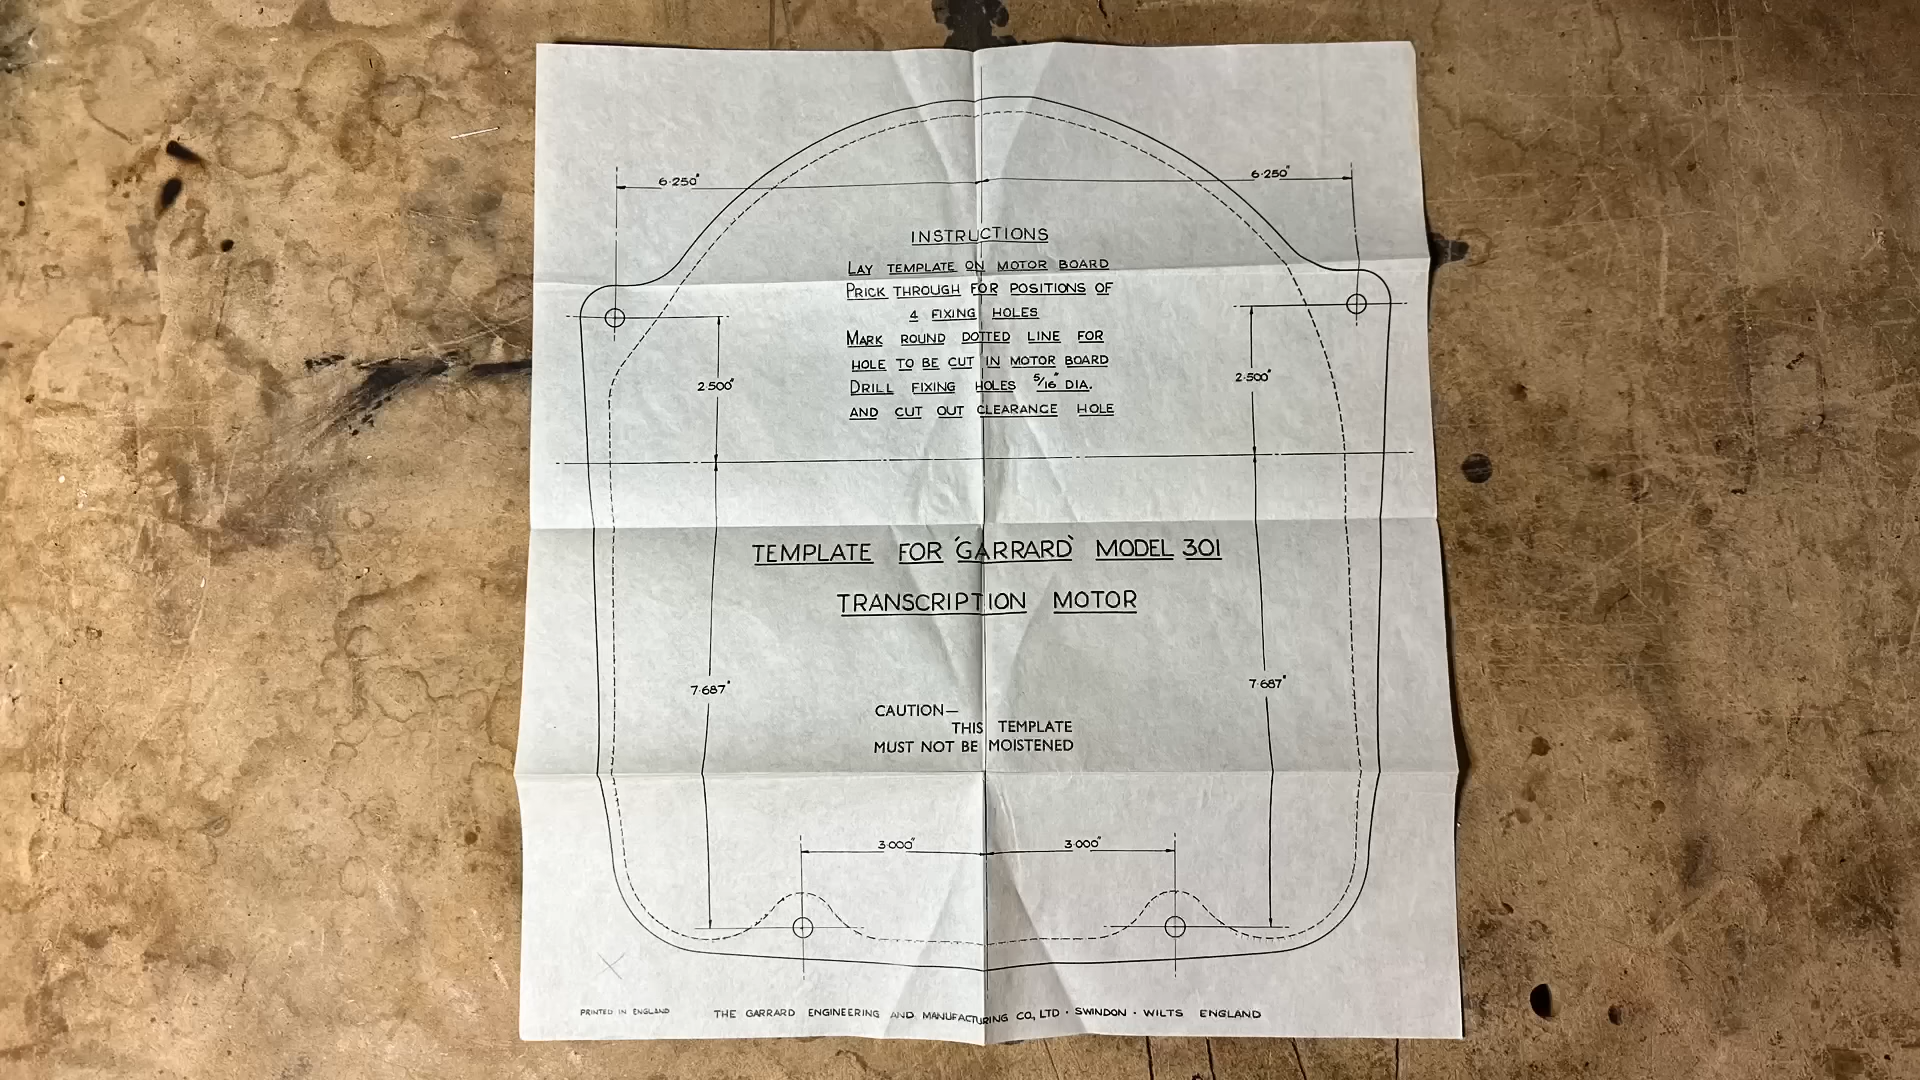 6·250" 6·250"
INSTRUCTIONS
LAY TEMPLATE ON MOTOR BOARD
PRICK THROUGH FOR POSITIONS OF
4 FIXING HOLES
MARK ROUND DOTTED LINE FOR
HOLE TO BE CUT IN MOTOR BOARD
DRILL FIXING HOLES 5/16" DIA.
AND CUT OUT CLEARANCE HOLE
2·500" 2·500"
TEMPLATE FOR 'GARRARD' MODEL 301
TRANSCRIPTION MOTOR
7·687" 7·687"
CAUTION—
THIS TEMPLATE
MUST NOT BE MOISTENED
3·000" 3·000"
PRINTED IN ENGLAND
THE GARRARD ENGINEERING AND MANUFACTURING CO., LTD · SWINDON · WILTS ENGLAND